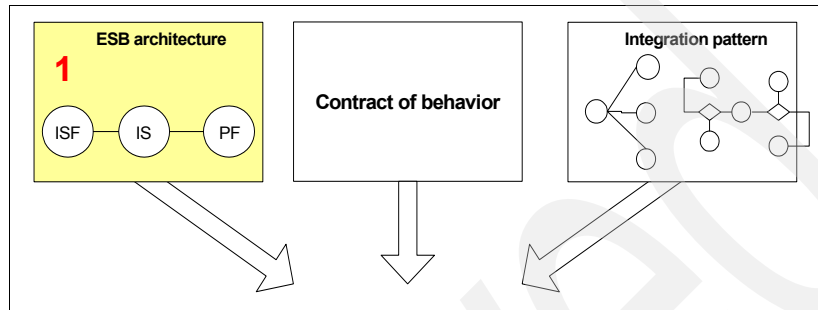 ESB architecture
1
ISF
IS
PF
Contract of behavior
Integration pattern